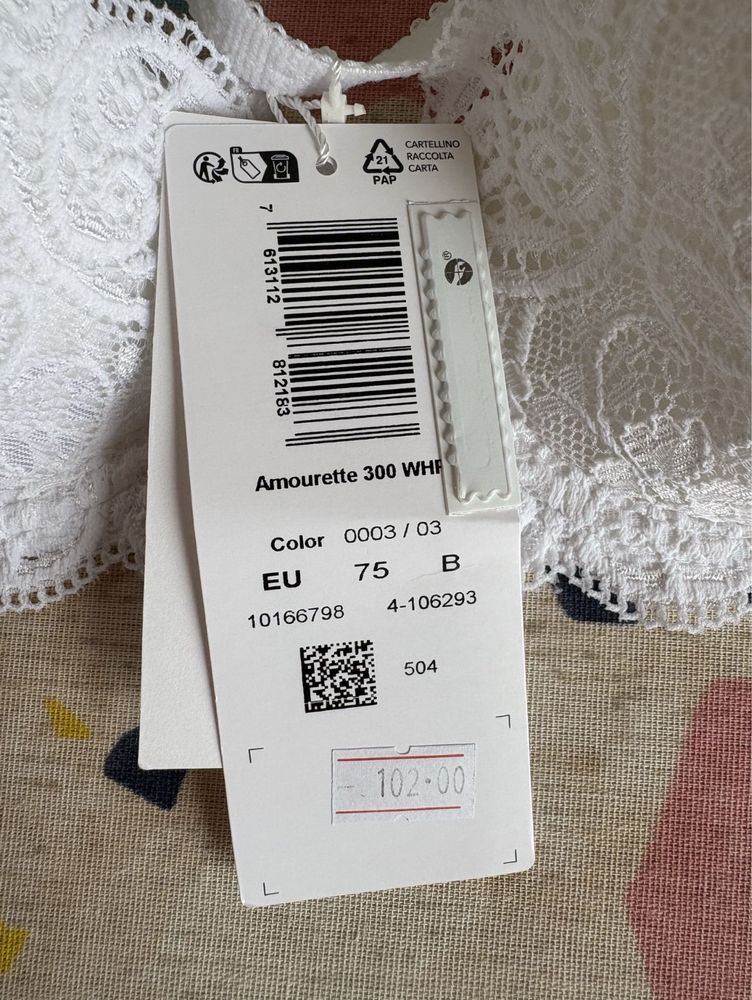 FR
21
PAP
CARTELLINO
RACCOLTA
CARTA
7
613112
812183
®
Amourette 300 WHP
Color 0003 / 03
EU 75 B
10166798 4-106293
504
102.00